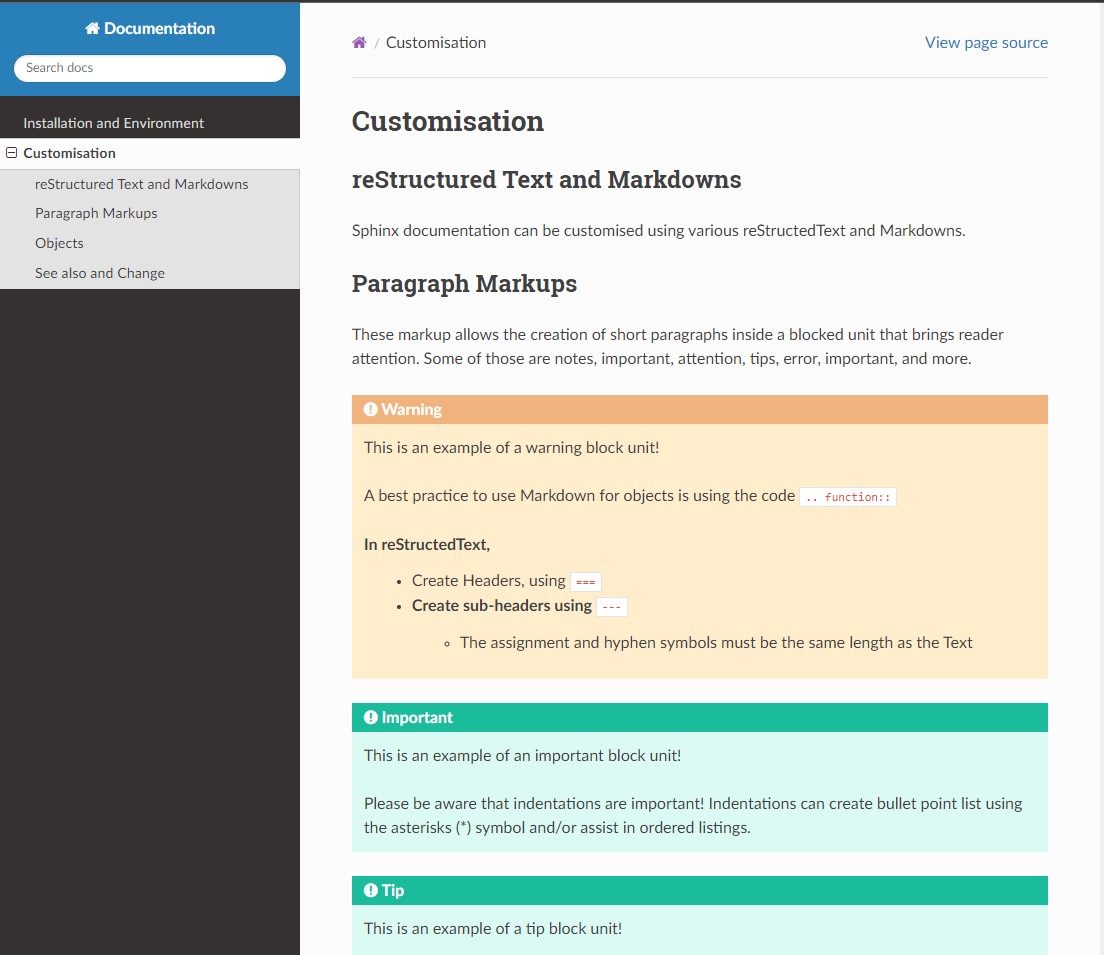 Documentation
Search docs
Installation and Environment
Customisation
reStructured Text and Markdowns
Paragraph Markups
Objects
See also and Change
/ Customisation
View page source
Customisation
reStructured Text and Markdowns
Sphinx documentation can be customised using various reStructedText and Markdowns.
Paragraph Markups
These markup allows the creation of short paragraphs inside a blocked unit that brings reader
attention. Some of those are notes, important, attention, tips, error, important, and more.
Warning
This is an example of a warning block unit!
A best practice to use Markdown for objects is using the code .. function::
In reStructedText,
• Create Headers, using ===
• Create sub-headers using ---
◦ The assignment and hyphen symbols must be the same length as the Text
Important
This is an example of an important block unit!
Please be aware that indentations are important! Indentations can create bullet point list using
the asterisks (*) symbol and/or assist in ordered listings.
Tip
This is an example of a tip block unit!